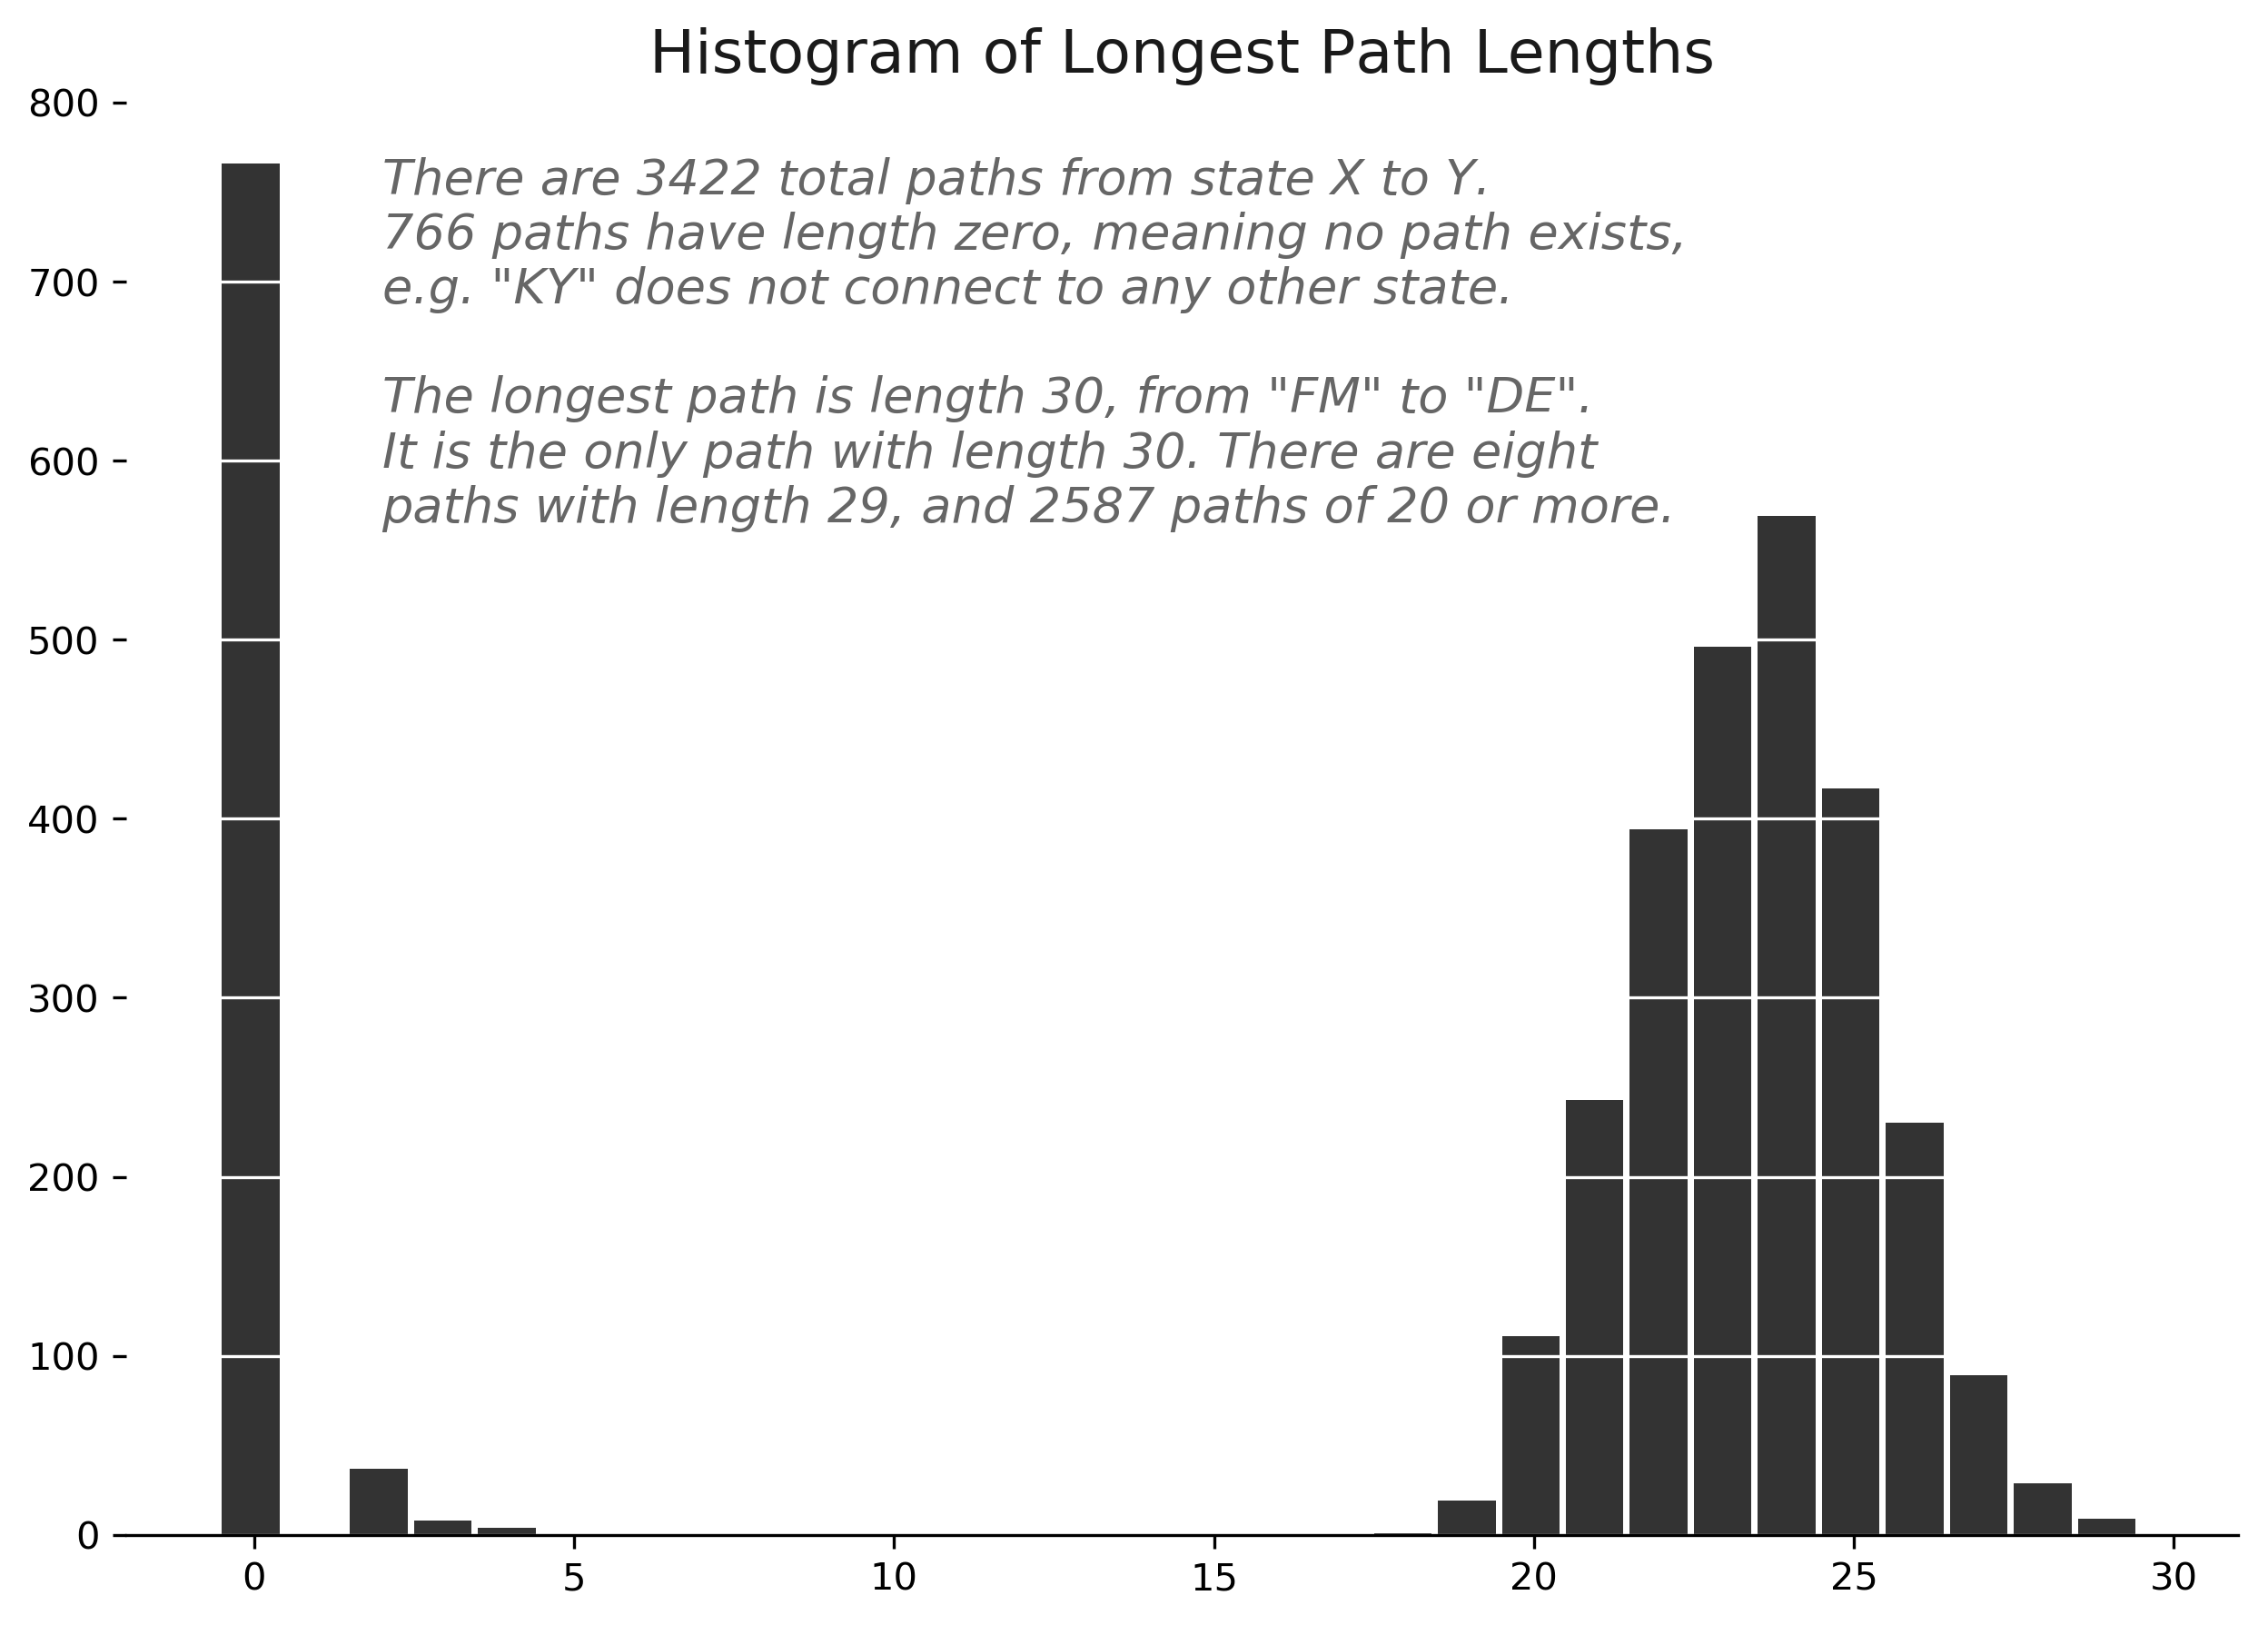 Histogram of Longest Path Lengths
800
There are 3422 total paths from state X to Y.
766 paths have length zero, meaning no path exists,
700
e.g. "KY" does not connect to any other state.
The longest path is length 30, from "FM" to "DE".
600
It is the only path with length 30. There are eight
paths with length 29, and 2587 paths of 20 or more.
500
400
300
200
100
0
0 5 10 15 20 25 30